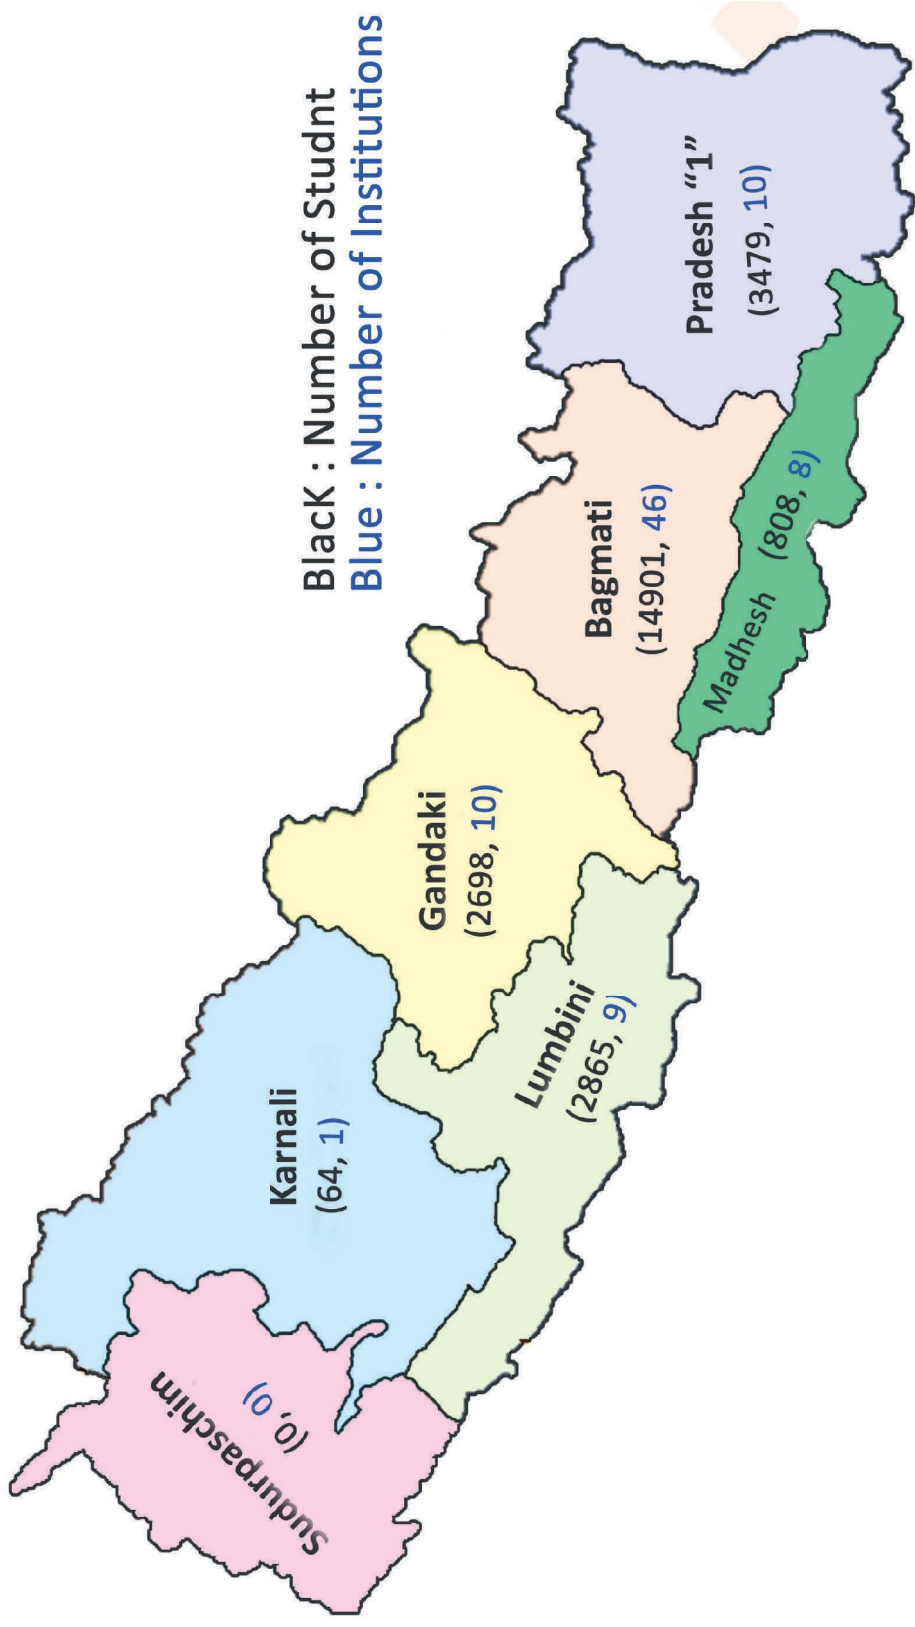 BlacK : Number of Studnt
Blue : Number of Institutions
Sudurpaschim
(0, 0)
Karnali
(64, 1)
Gandaki
(2698, 10)
Lumbini
(2865, 9)
Bagmati
(14901, 46)
Madhesh (808, 8)
Pradesh “1”
(3479, 10)